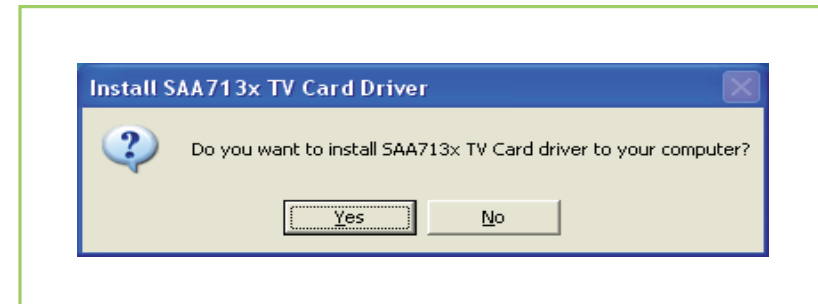 Install SAA713x TV Card Driver
Do you want to install SAA713x TV Card driver to your computer?
Yes No